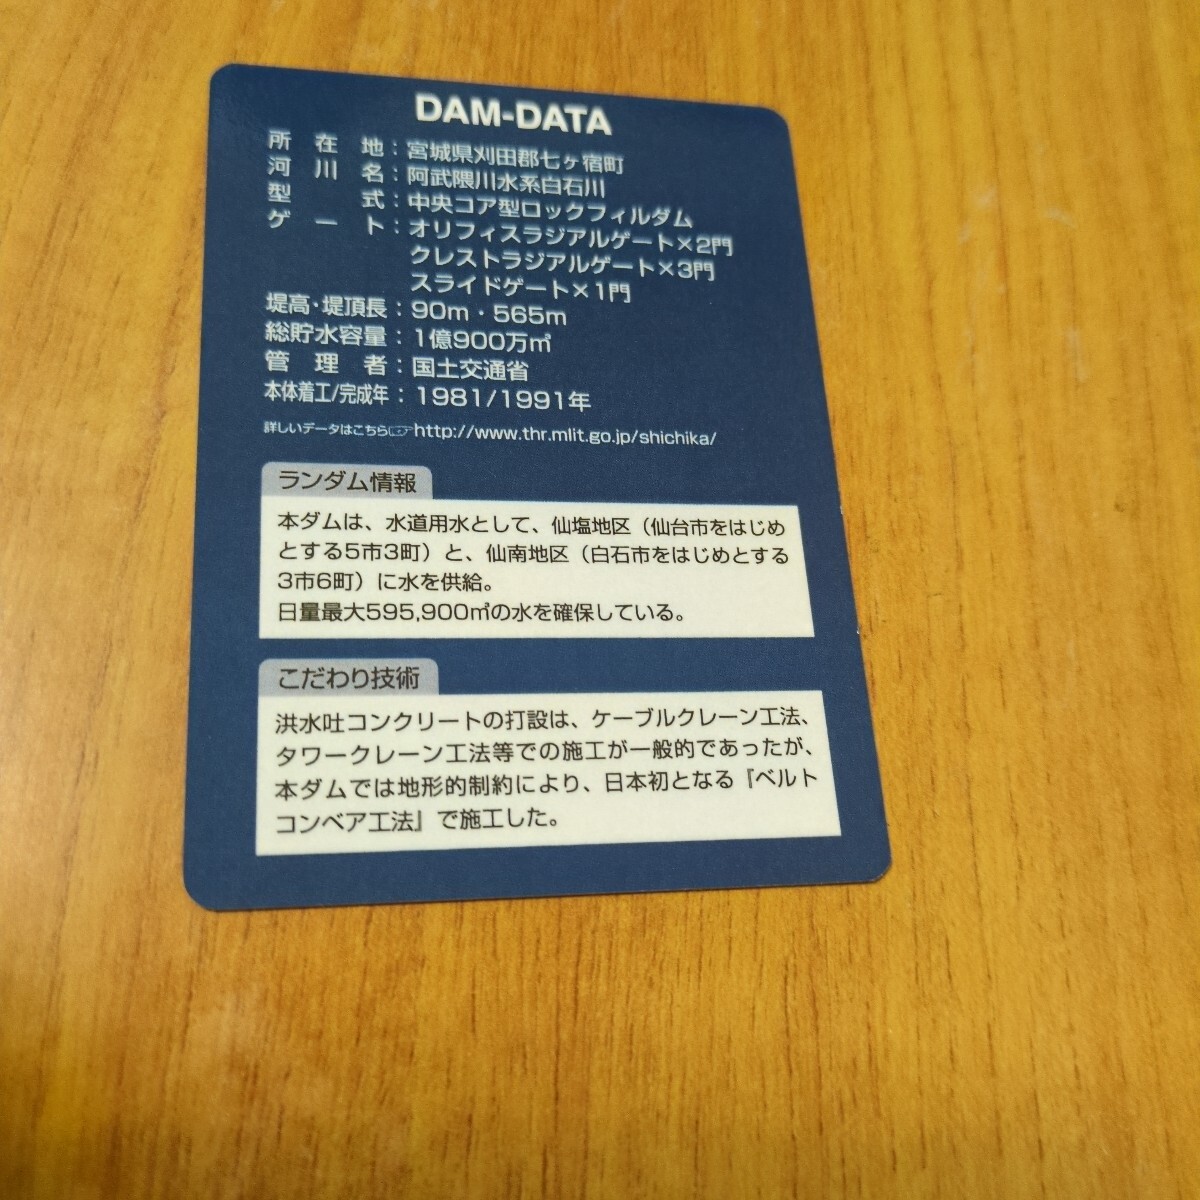 DAM-DATA
所在地：宮城県刈田郡七ヶ宿町
河川名：阿武隈川水系白石川
型式：中央コア型ロックフィルダム
ゲート：オリフィスラジアルゲート×2門
クレストラジアルゲート×3門
スライドゲート×1門
堤高・堤頂長：90m・565m
総貯水容量：1億900万㎥
管理者：国土交通省
本体着工/完成年：1981/1991年
詳しいデータはこちら☞http://www.thr.mlit.go.jp/shichika/
ランダム情報
本ダムは、水道用水として、仙塩地区（仙台市をはじめ
とする5市3町）と、仙南地区（白石市をはじめとする
3市6町）に水を供給。
日量最大595,900㎥の水を確保している。
こだわり技術
洪水吐コンクリートの打設は、ケーブルクレーン工法、
タワークレーン工法等での施工が一般的であったが、
本ダムでは地形的制約により、日本初となる『ベルト
コンベア工法』で施工した。